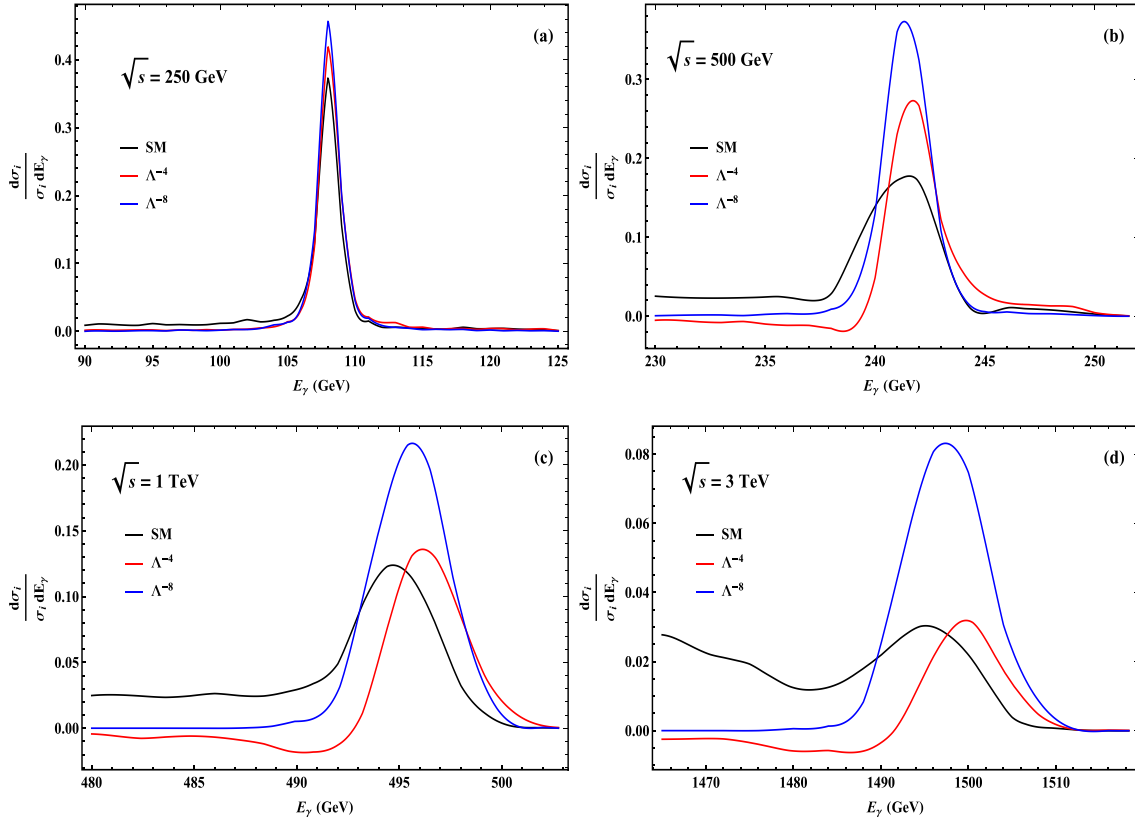 (a)
√s = 250 GeV
SM
Λ⁻⁴
Λ⁻⁸
dσᵢ
σᵢ dE_γ
0.4
0.3
0.2
0.1
0.0
90 95 100 105 110 115 120 125
E_γ (GeV)
(b)
√s = 500 GeV
SM
Λ⁻⁴
Λ⁻⁸
dσᵢ
σᵢ dE_γ
0.3
0.2
0.1
0.0
230 235 240 245 250
E_γ (GeV)
(c)
√s = 1 TeV
SM
Λ⁻⁴
Λ⁻⁸
dσᵢ
σᵢ dE_γ
0.20
0.15
0.10
0.05
0.00
480 485 490 495 500
E_γ (GeV)
(d)
√s = 3 TeV
SM
Λ⁻⁴
Λ⁻⁸
dσᵢ
σᵢ dE_γ
0.08
0.06
0.04
0.02
0.00
1470 1480 1490 1500 1510
E_γ (GeV)